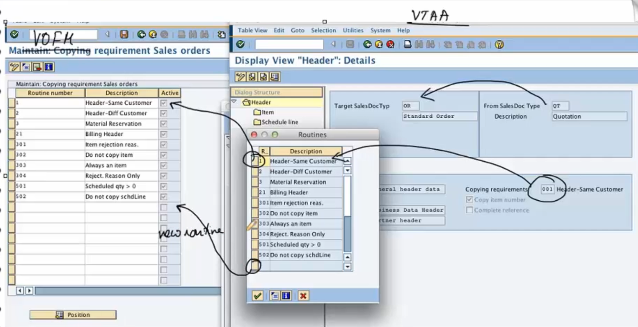 VTAA
VOFM
Table View Edit Goto Selection Utilities System Help
Maintain: Copying requirement Sales orders
Display View "Header": Details
Maintain: Copying requirement Sales orders
Routine number Description Active
1 Header-Same Customer
2 Header-Diff Customer
3 Material Reservation
21 Billing Header
301 Item rejection reas.
302 Do not copy item
303 Always an item
304 Reject. Reason Only
501 Scheduled qty > 0
502 Do not copy schdLine
new routine
Position
Dialog Structure
Header
Item
Schedule line
Target SalesDocTyp OR
Standard Order
From SalesDoc Type QT
Description Quotation
Routines
R.. Description
1 Header-Same Customer
2 Header-Diff Customer
3 Material Reservation
21 Billing Header
301 Item rejection reas.
302 Do not copy item
303 Always an item
304 Reject. Reason Only
501 Scheduled qty > 0
502 Do not copy schdLine
eral header data
iness Data Header
ther header
Copying requirements 001 Header-Same Customer
Copy item number
Complete reference